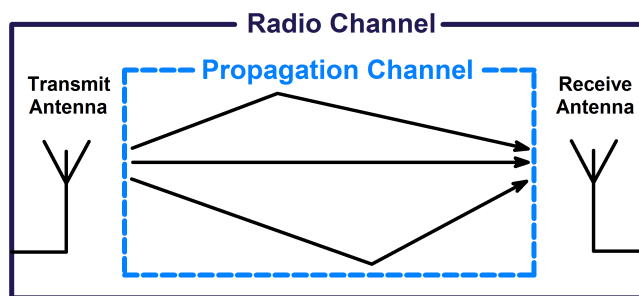 Radio Channel
Propagation Channel
Transmit
Antenna
Receive
Antenna